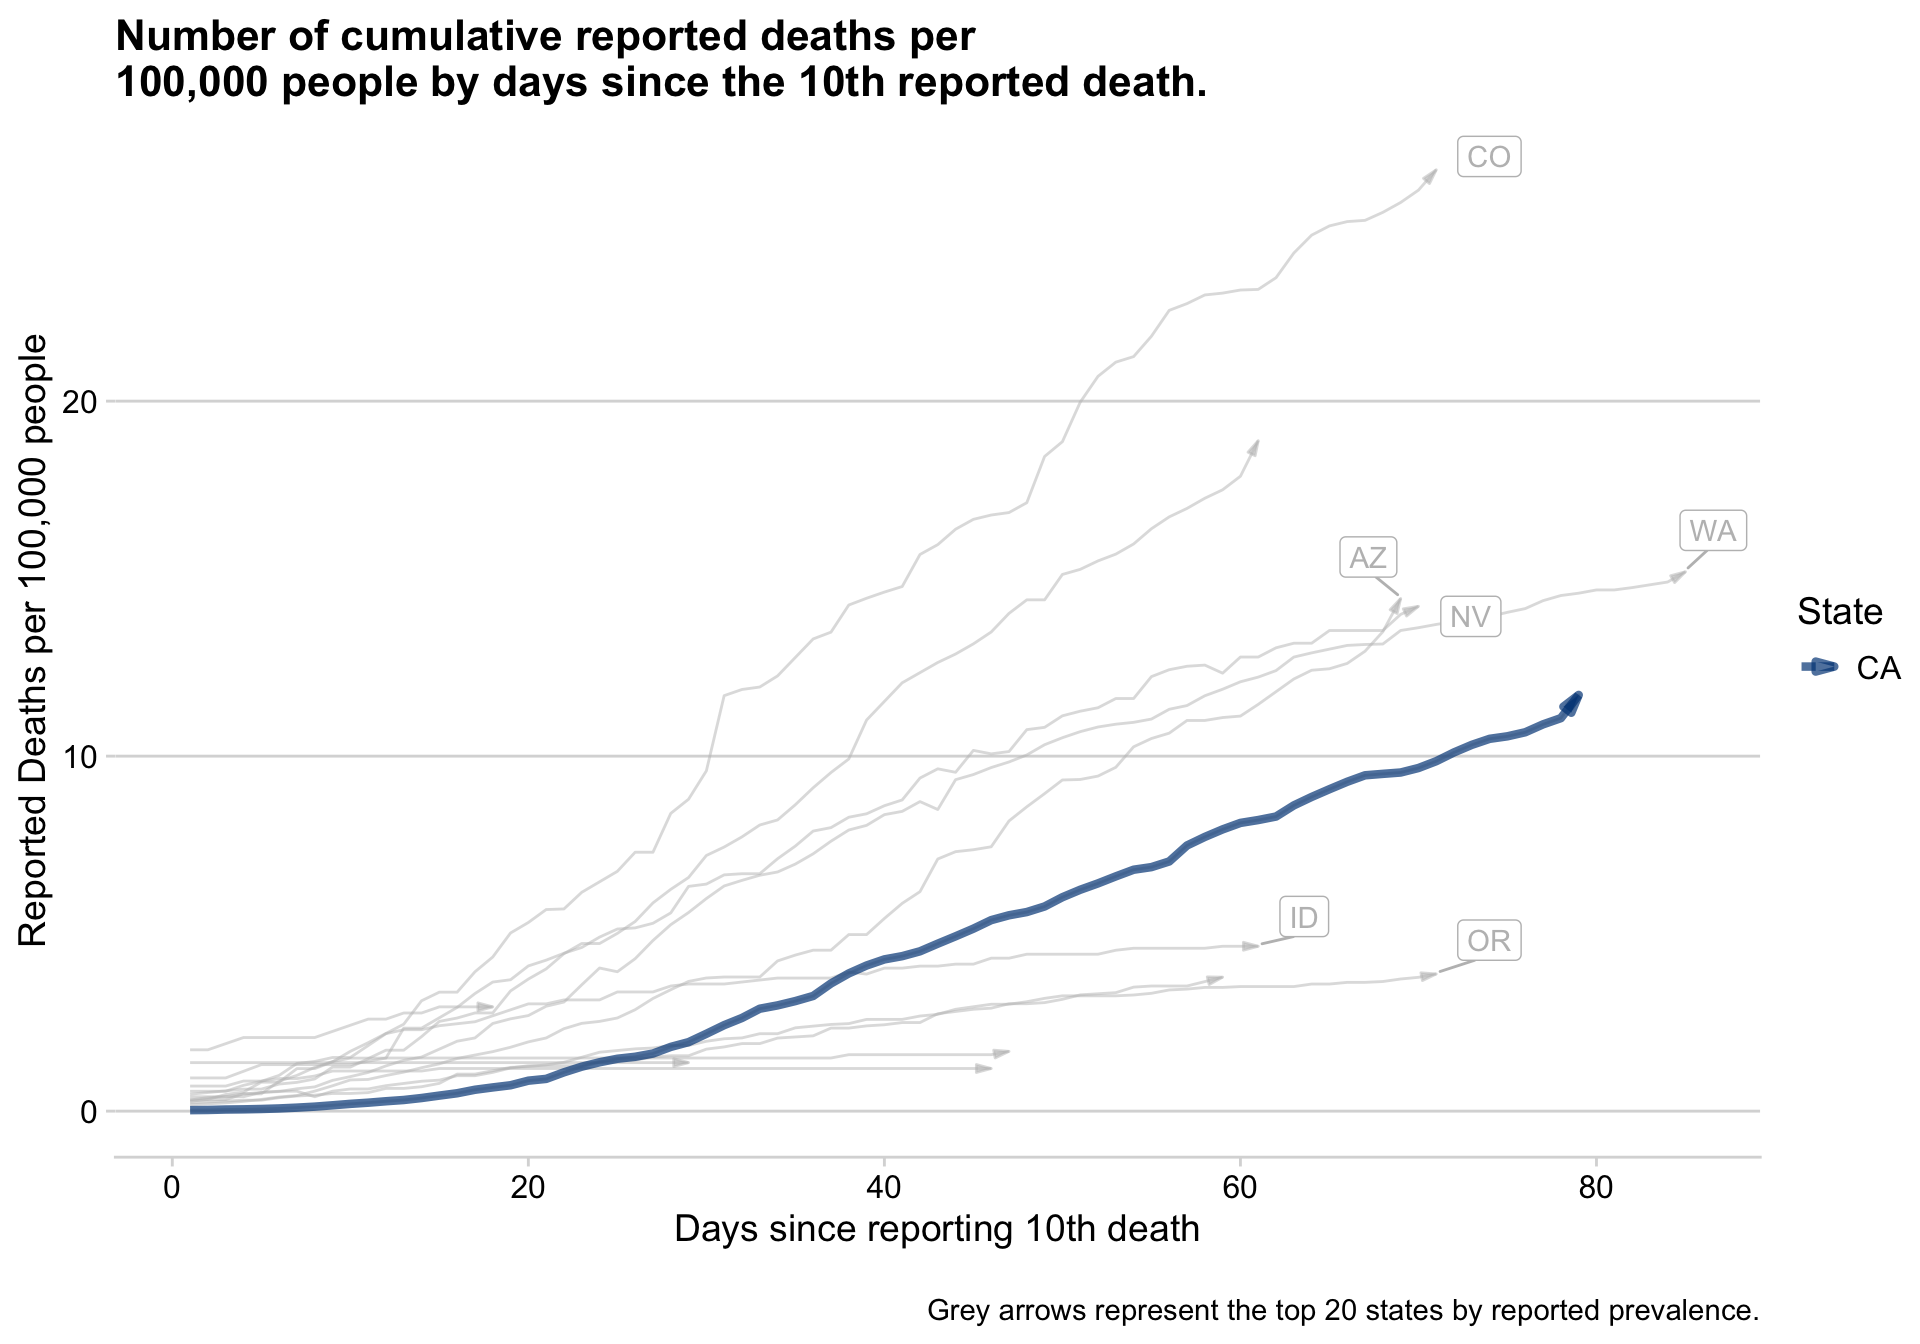 Number of cumulative reported deaths per
100,000 people by days since the 10th reported death.
CO
20
WA
AZ
NV
State
CA
10
ID
OR
0
0 20 40 60 80
Reported Deaths per 100,000 people
Days since reporting 10th death
Grey arrows represent the top 20 states by reported prevalence.